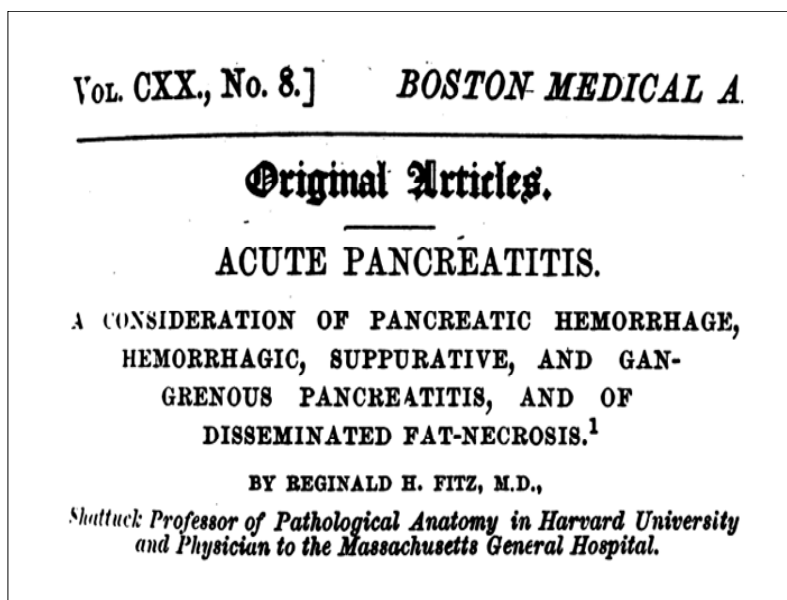 VOL. CXX., No. 8.] BOSTON MEDICAL A
Original Articles.
ACUTE PANCREATITIS.
A CONSIDERATION OF PANCREATIC HEMORRHAGE,
HEMORRHAGIC, SUPPURATIVE, AND GAN-
GRENOUS PANCREATITIS, AND OF
DISSEMINATED FAT-NECROSIS.¹
BY REGINALD H. FITZ, M.D.,
Shattuck Professor of Pathological Anatomy in Harvard University
and Physician to the Massachusetts General Hospital.